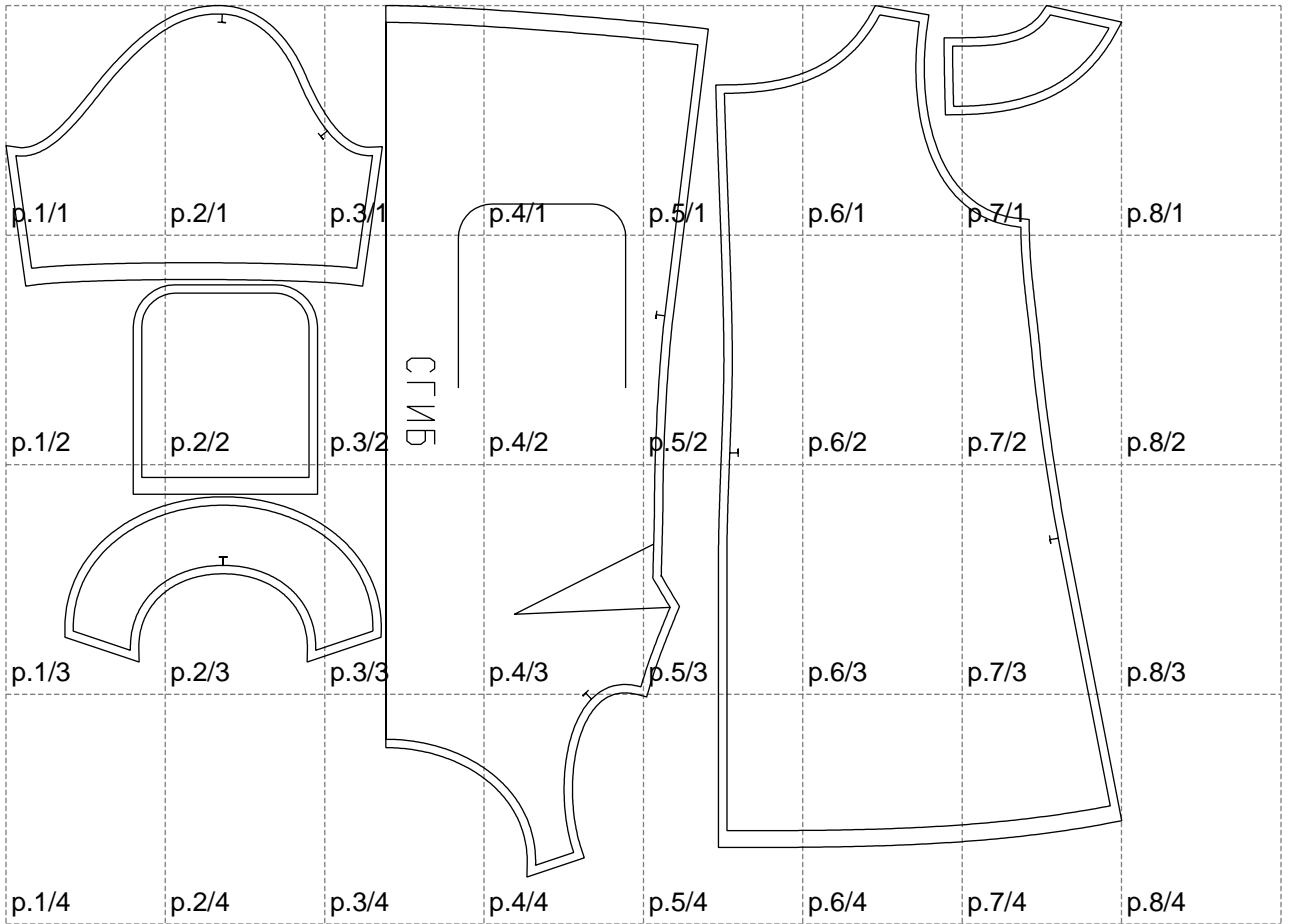 p.1/1 p.2/1 p.3/1 p.4/1 p.5/1 p.6/1 p.7/1 p.8/1
СГИБ
p.1/2 p.2/2 p.3/2 p.4/2 p.5/2 p.6/2 p.7/2 p.8/2
p.1/3 p.2/3 p.3/3 p.4/3 p.5/3 p.6/3 p.7/3 p.8/3
p.1/4 p.2/4 p.3/4 p.4/4 p.5/4 p.6/4 p.7/4 p.8/4